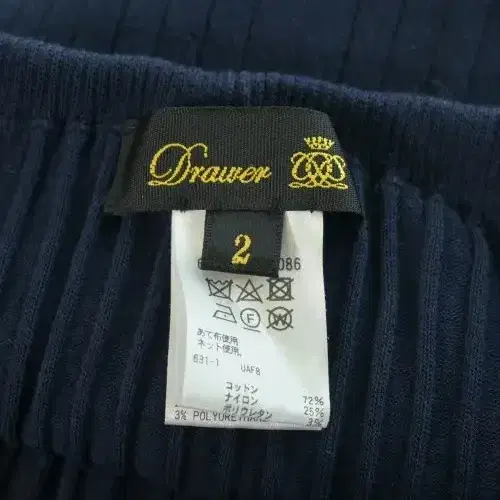 Drawer
2
086
F
あて布使用
ネット使用
631-1 UAF8
コットン 72%
ナイロン 25%
ポリウレタン 3%
3% POLYURETHANE